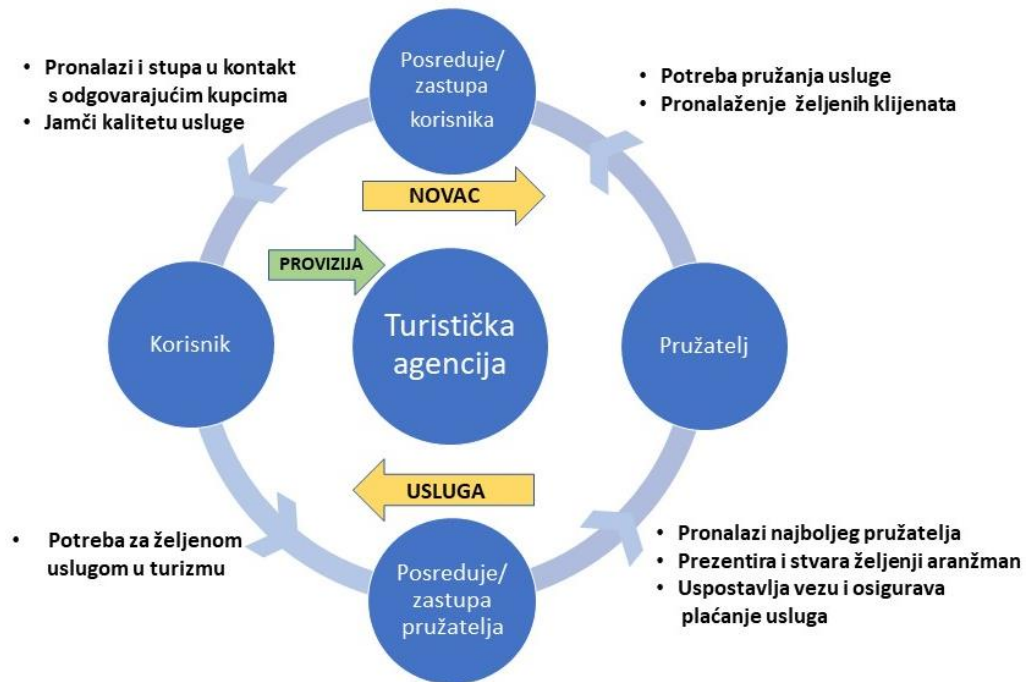 • Pronalazi i stupa u kontakt
s odgovarajućim kupcima
• Jamči kalitetu usluge
Posreduje/
zastupa
korisnika
• Potreba pružanja usluge
• Pronalaženje željenih klijenata
NOVAC
PROVIZIJA
Korisnik
Turistička
agencija
Pružatelj
USLUGA
• Potreba za željenom
uslugom u turizmu
Posreduje/
zastupa
pružatelja
• Pronalazi najboljeg pružatelja
• Prezentira i stvara željenji aranžman
• Uspostavlja vezu i osigurava
plaćanje usluga